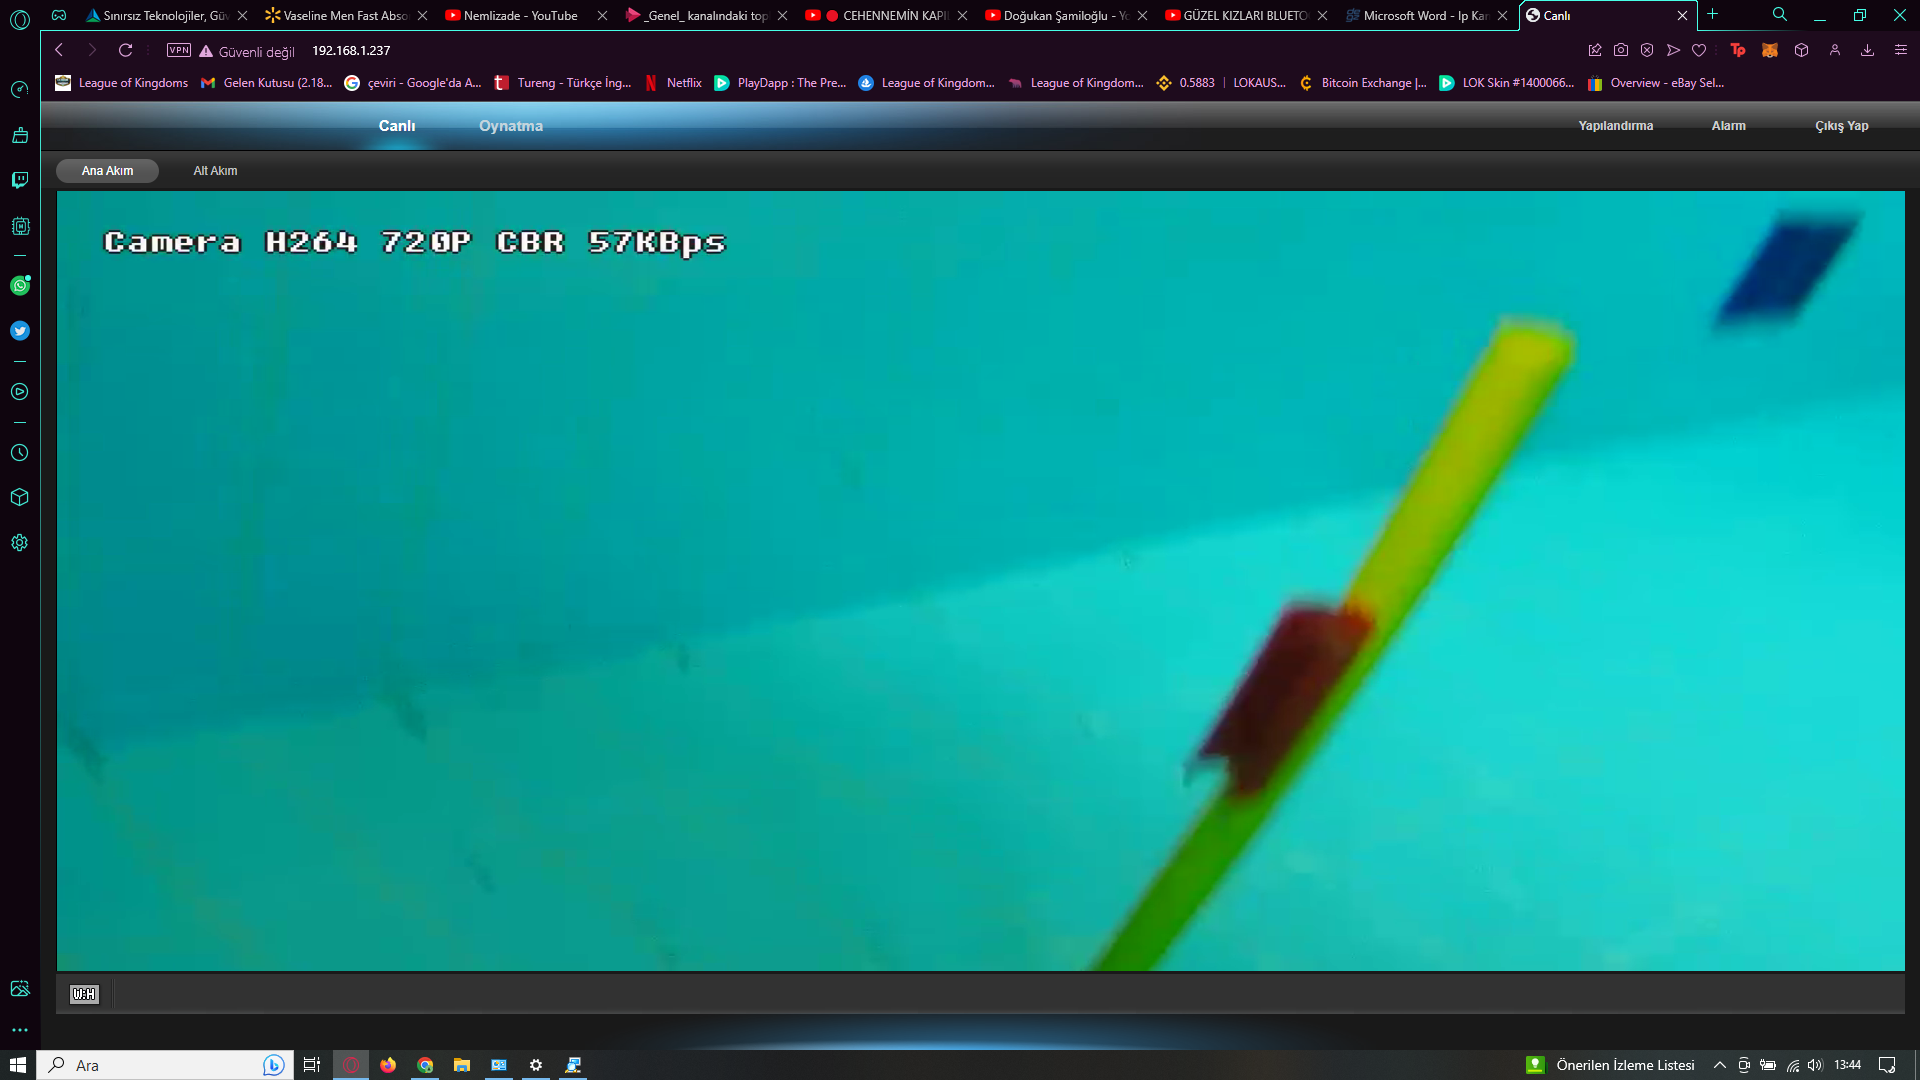 Sınırsız Teknolojiler, Güv
Vaseline Men Fast Abso
Nemlizade - YouTube
_Genel_ kanalındaki top
CEHENNEMİN KAPI
Doğukan Şamiloğlu - Yo
GÜZEL KIZLARI BLUETO
Microsoft Word - Ip Kam
Canlı
VPN
Güvenli değil
192.168.1.237
League of Kingdoms
Gelen Kutusu (2.18...
çeviri - Google'da A...
Tureng - Türkçe İng...
Netflix
PlayDapp : The Pre...
League of Kingdom...
League of Kingdom...
0.5883 | LOKAUS...
Bitcoin Exchange |...
LOK Skin #1400066...
Overview - eBay Sel...
Canlı
Oynatma
Yapılandırma
Alarm
Çıkış Yap
Ana Akım
Alt Akım
Camera H264 720P CBR 57KBps
W:H
Ara
Önerilen İzleme Listesi
13:44